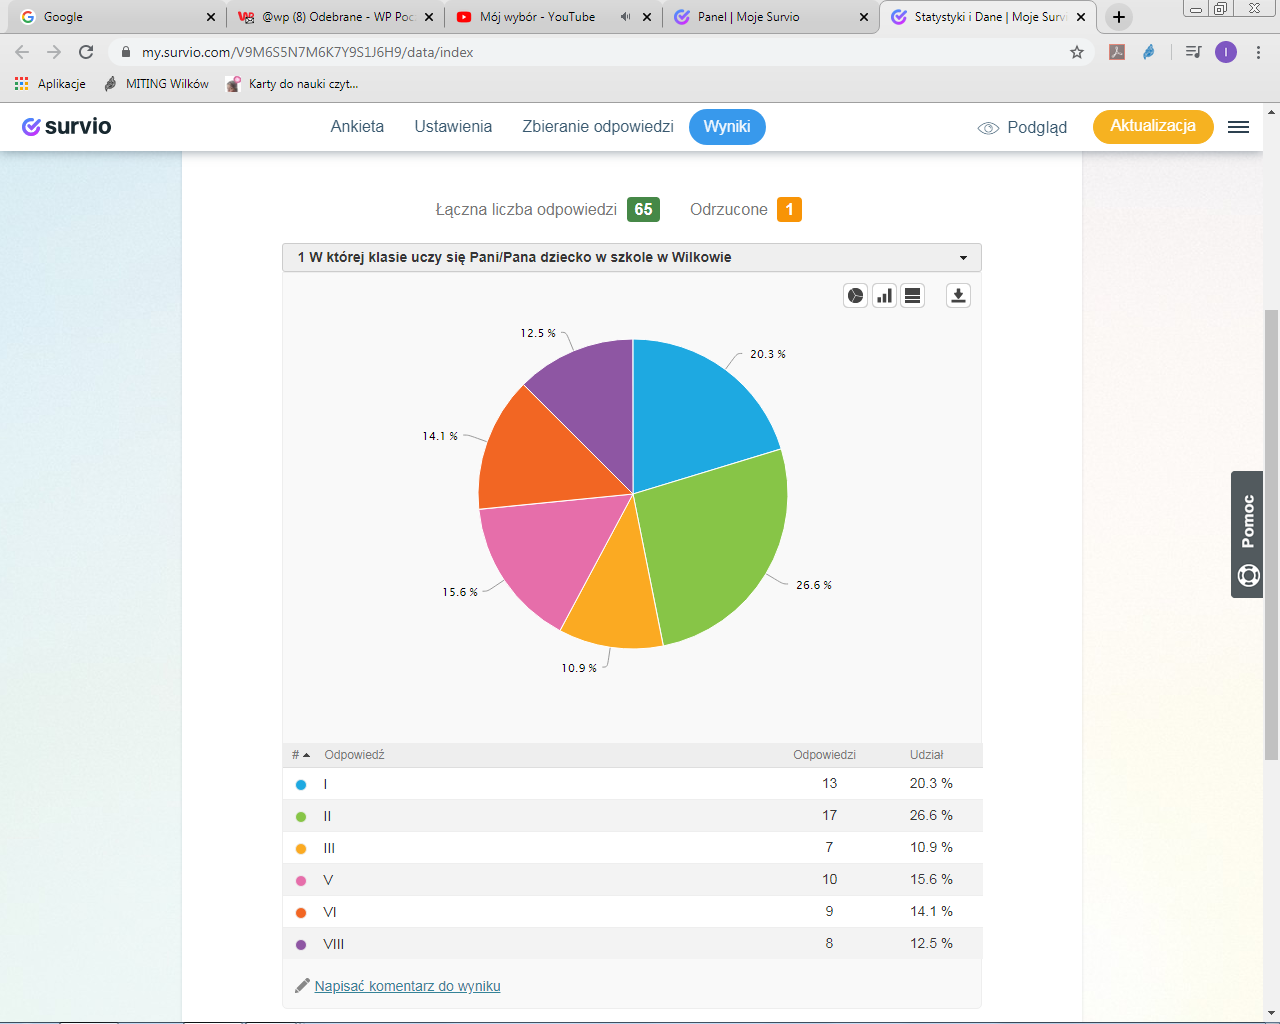 Google
@wp (8) Odebrane - WP Poc
Mój wybór - YouTube
Panel | Moje Survio
Statystyki i Dane | Moje Surv
my.survio.com/V9M6S5N7M6K7Y9S1J6H9/data/index
I
Aplikacje
MITING Wilków
Karty do nauki czyt...
survio
Ankieta
Ustawienia
Zbieranie odpowiedzi
Wyniki
Podgląd
Aktualizacja
Łączna liczba odpowiedzi 65
Odrzucone 1
1 W której klasie uczy się Pani/Pana dziecko w szkole w Wilkowie
12.5 %
20.3 %
14.1 %
15.6 %
26.6 %
10.9 %
Pomoc
# Odpowiedź Odpowiedzi Udział
I 13 20.3 %
II 17 26.6 %
III 7 10.9 %
V 10 15.6 %
VI 9 14.1 %
VIII 8 12.5 %
Napisać komentarz do wyniku